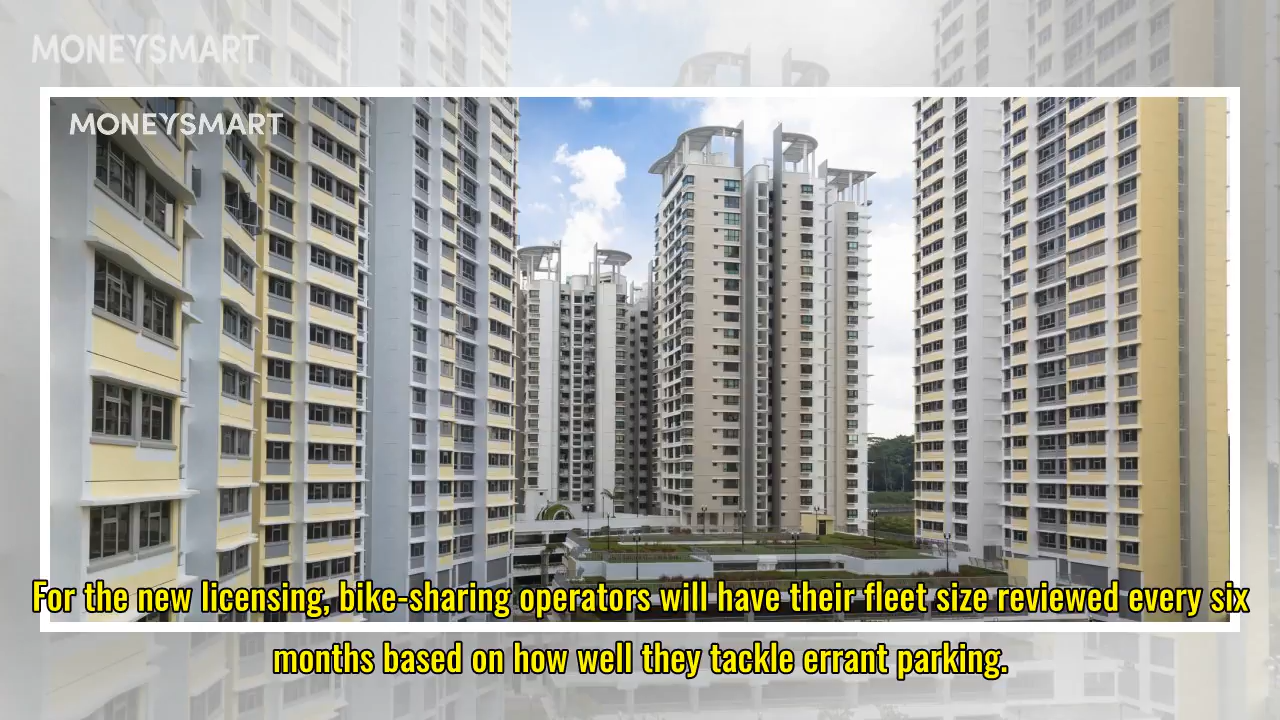 MONEYSMART
MONEYSMART
For the new licensing, bike-sharing operators will have their fleet size reviewed every six
months based on how well they tackle errant parking.